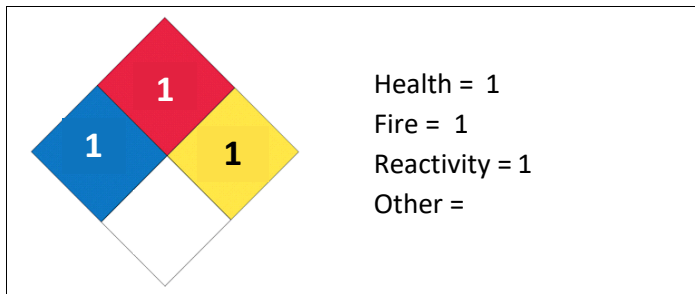 1
1
1
Health = 1
Fire = 1
Reactivity = 1
Other =